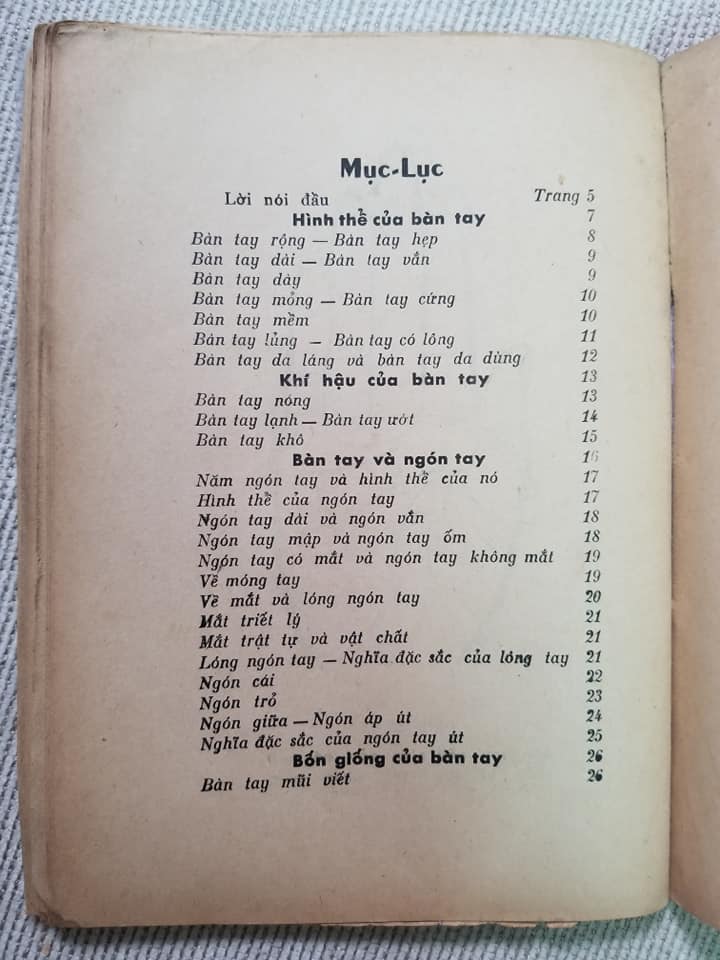 Mục-Lục
Lời nói đầu Trang 5
Hình thể của bàn tay 7
Bàn tay rộng — Bàn tay hẹp 8
Bàn tay dài — Bàn tay vắn 9
Bàn tay dày 9
Bàn tay mỏng — Bàn tay cứng 10
Bàn tay mềm 10
Bàn tay lủng — Bàn tay có lông 11
Bàn tay da láng và bàn tay da dùng 12
Khí hậu của bàn tay 13
Bàn tay nóng 13
Bàn tay lạnh — Bàn tay ướt 14
Bàn tay khô 15
Bàn tay và ngón tay 16
Năm ngón tay và hình thể của nó 17
Hình thể của ngón tay 17
Ngón tay dài và ngón vắn 18
Ngón tay mập và ngón tay ốm 18
Ngón tay có mắt và ngón tay không mắt 19
Về móng tay 19
Về mắt và lóng ngón tay 20
Mắt triết lý 21
Mắt trật tự và vật chất 21
Lóng ngón tay — Nghĩa đặc sắc của lóng tay 21
Ngón cái 22
Ngón trỏ 23
Ngón giữa — Ngón áp út 24
Nghĩa đặc sắc của ngón tay út 25
Bốn giống của bàn tay 26
Bàn tay mũi viết 26